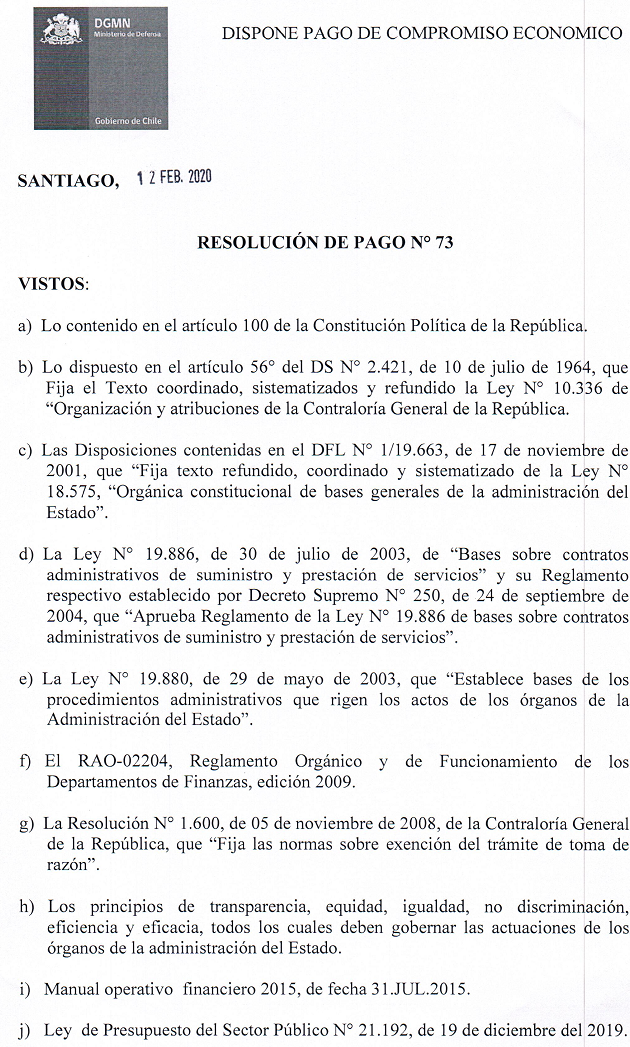 DGMN
Ministerio de Defensa
DISPONE PAGO DE COMPROMISO ECONOMICO
Gobierno de Chile
SANTIAGO, 12 FEB. 2020
RESOLUCIÓN DE PAGO N° 73
VISTOS:
a) Lo contenido en el artículo 100 de la Constitución Política de la República.
b) Lo dispuesto en el artículo 56° del DS N° 2.421, de 10 de julio de 1964, que
Fija el Texto coordinado, sistematizados y refundido la Ley N° 10.336 de
“Organización y atribuciones de la Contraloría General de la República.
c) Las Disposiciones contenidas en el DFL N° 1/19.663, de 17 de noviembre de
2001, que “Fija texto refundido, coordinado y sistematizado de la Ley N°
18.575, “Orgánica constitucional de bases generales de la administración del
Estado”.
d) La Ley N° 19.886, de 30 de julio de 2003, de “Bases sobre contratos
administrativos de suministro y prestación de servicios” y su Reglamento
respectivo establecido por Decreto Supremo N° 250, de 24 de septiembre de
2004, que “Aprueba Reglamento de la Ley N° 19.886 de bases sobre contratos
administrativos de suministro y prestación de servicios”.
e) La Ley N° 19.880, de 29 de mayo de 2003, que “Establece bases de los
procedimientos administrativos que rigen los actos de los órganos de la
Administración del Estado”.
f) El RAO-02204, Reglamento Orgánico y de Funcionamiento de los
Departamentos de Finanzas, edición 2009.
g) La Resolución N° 1.600, de 05 de noviembre de 2008, de la Contraloría General
de la República, que “Fija las normas sobre exención del trámite de toma de
razón”.
h) Los principios de transparencia, equidad, igualdad, no discriminación,
eficiencia y eficacia, todos los cuales deben gobernar las actuaciones de los
órganos de la administración del Estado.
i) Manual operativo financiero 2015, de fecha 31.JUL.2015.
j) Ley de Presupuesto del Sector Público N° 21.192, de 19 de diciembre del 2019.